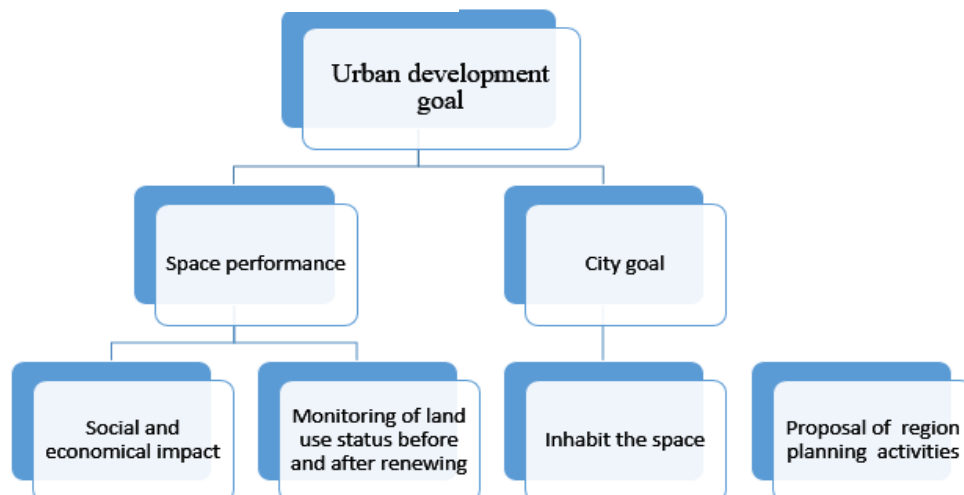 Urban development
goal
Space performance
City goal
Social and
economical impact
Monitoring of land
use status before
and after renewing
Inhabit the space
Proposal of region
planning activities